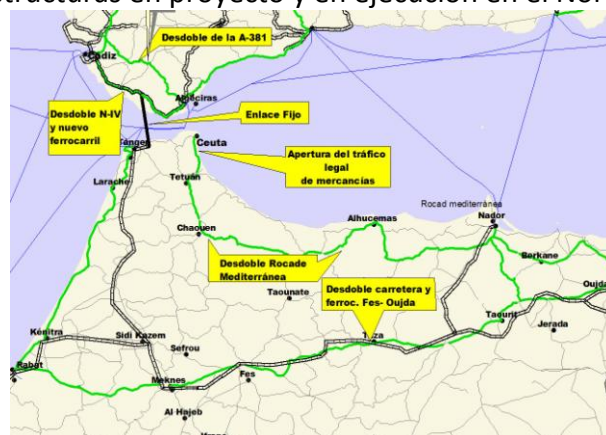 structuras en proyecto y en ejecución en el Nor
Desdoble de la A-381
Cádiz
Algeciras
Desdoble N-IV
y nuevo
ferrocarril
Enlace Fijo
Ceuta
Apertura del tráfico
legal
de mercancías
Larache
Tetuán
Rocad mediterránea
Nador
Alhucemas
Chaouen
Desdoble Rocade
Mediterránea
Berkane
Oujda
Taounate
Desdoble carretera y
ferroc. Fes- Oujda
Taourit
Jerada
Kénitra
Sidi Kazem
Sefrou
Rabat
Meknes
Fes
Al Hajeb